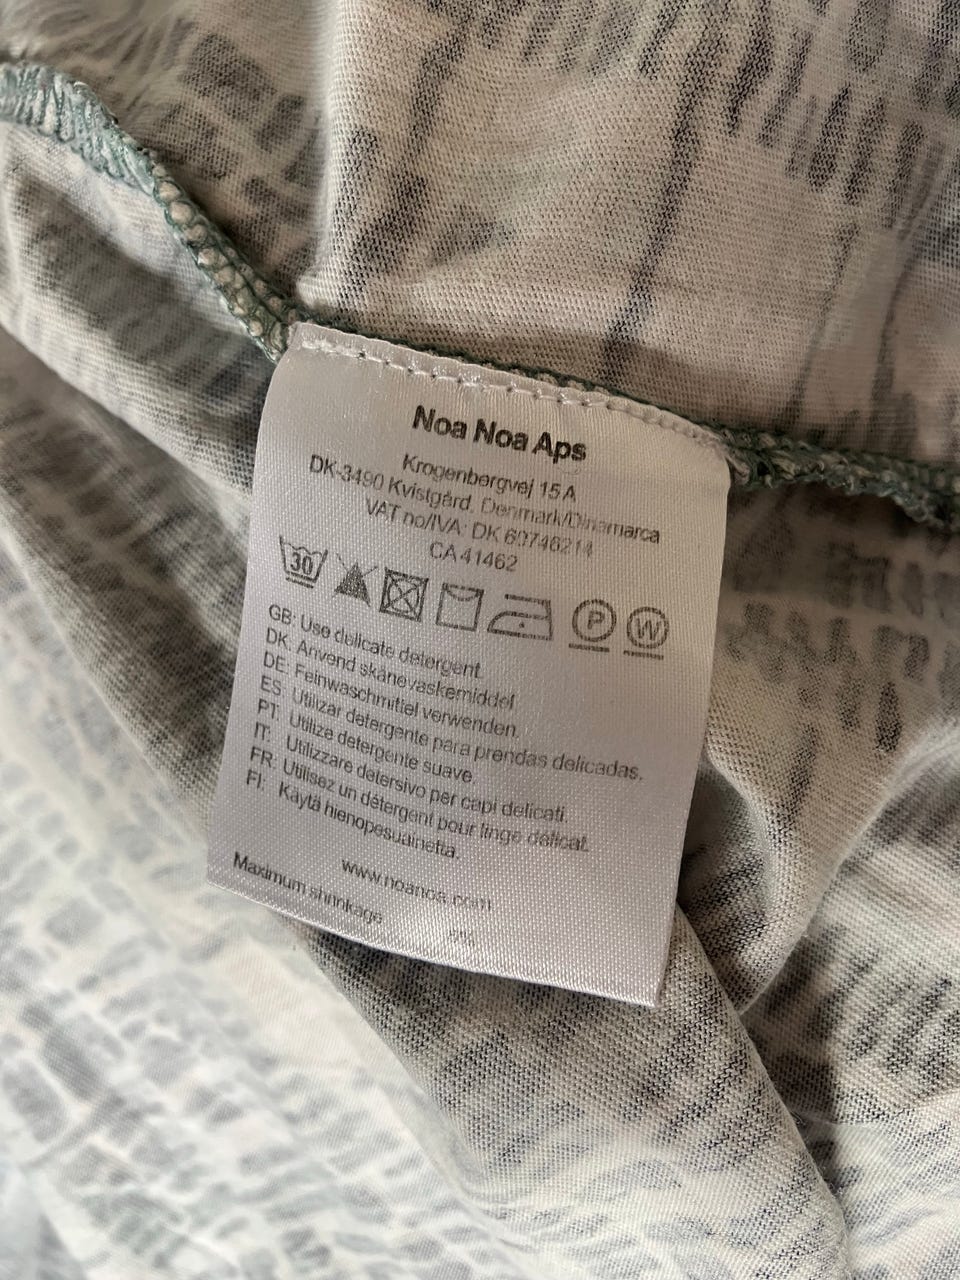 Noa Noa Aps
Krogenbergvej 15A
DK-3490 Kvistgård, Denmark/Dinamarca
VAT no/IVA: DK 60746214
CA 41462
30
P W
GB: Use delicate detergent.
DK: Anvend skånevaskemiddel
DE: Feinwaschmittel verwenden.
ES: Utilizar detergente para prendas delicadas.
PT: Utilize detergente suave.
IT: Utilizzare detersivo per capi delicati.
FR: Utilisez un détergent pour linge délicat.
FI: Käytä hienopesuainetta.
www.noanoa.com
Maximum shrinkage